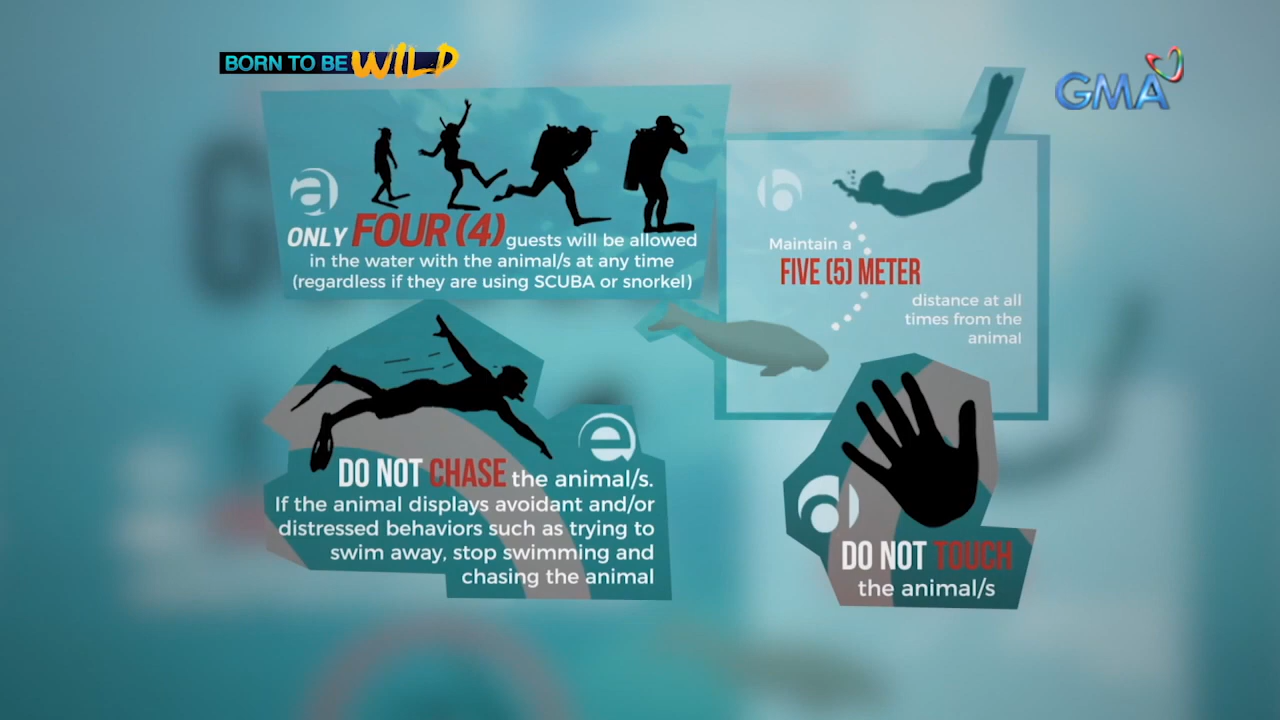 BORN TO BE WILD
GMA
a
ONLY FOUR (4) guests will be allowed
in the water with the animal/s at any time
(regardless if they are using SCUBA or snorkel)
b
Maintain a
FIVE (5) METER
distance at all
times from the
animal
e
DO NOT CHASE the animal/s.
If the animal displays avoidant and/or
distressed behaviors such as trying to
swim away, stop swimming and
chasing the animal
d
DO NOT TOUCH
the animal/s